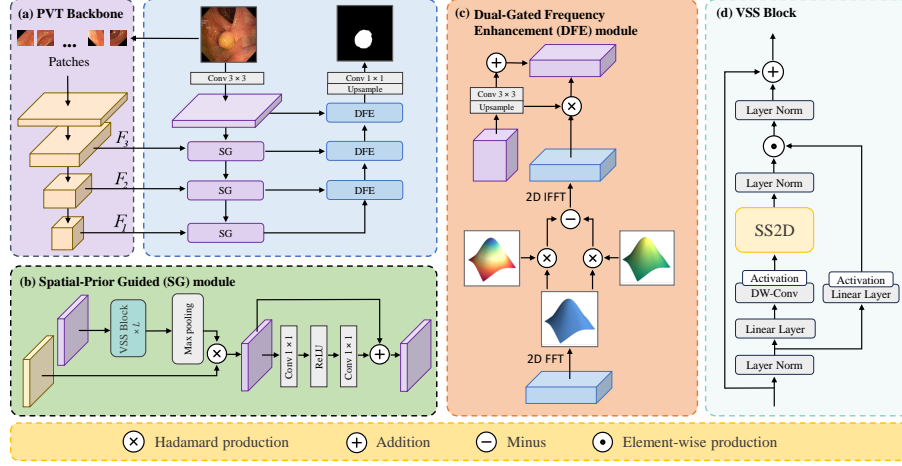 (a) PVT Backbone
Patches
F3
F2
F1
Conv 3 × 3
SG
SG
SG
Conv 1 × 1
Upsample
DFE
DFE
DFE
(b) Spatial-Prior Guided (SG) module
VSS Block
× L
Max pooling
Conv 1 × 1
ReLU
Conv 1 × 1
(c) Dual-Gated Frequency
Enhancement (DFE) module
Conv 3 × 3
Upsample
2D IFFT
2D FFT
(d) VSS Block
Layer Norm
Layer Norm
SS2D
Activation
DW-Conv
Activation
Linear Layer
Linear Layer
Layer Norm
Hadamard production
Addition
Minus
Element-wise production